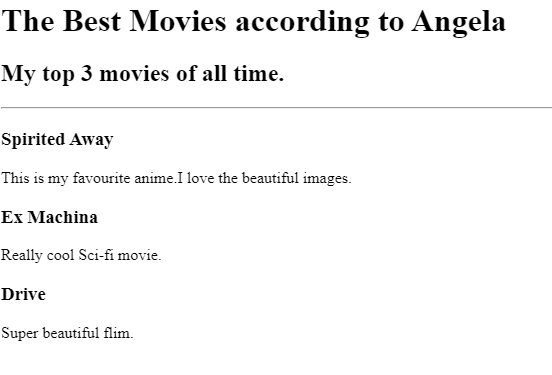 The Best Movies according to Angela
My top 3 movies of all time.
Spirited Away
This is my favourite anime.I love the beautiful images.
Ex Machina
Really cool Sci-fi movie.
Drive
Super beautiful flim.